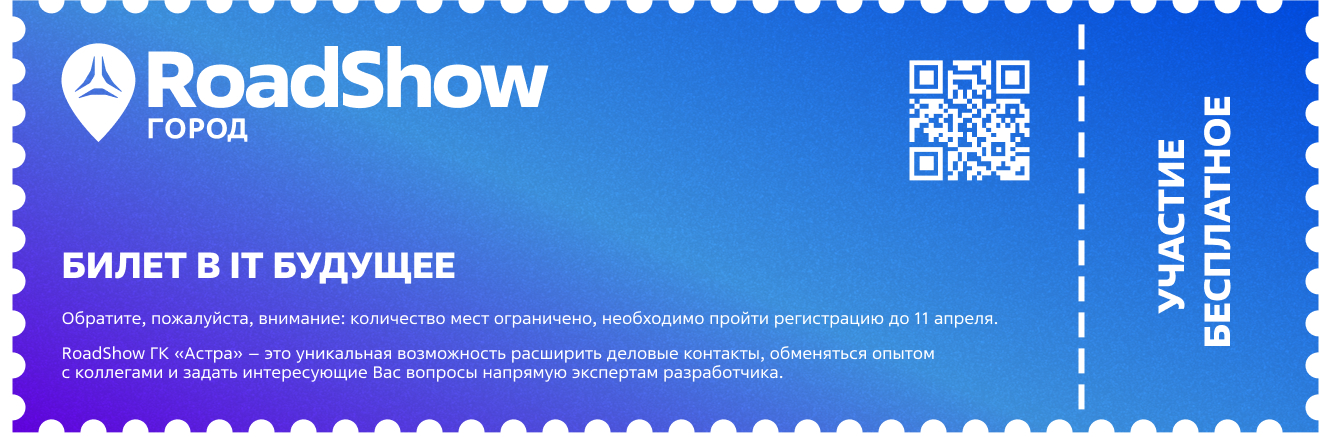 RoadShow
ГОРОД
БИЛЕТ В IT БУДУЩЕЕ
Обратите, пожалуйста, внимание: количество мест ограничено, необходимо пройти регистрацию до 11 апреля.
RoadShow ГК «Астра» – это уникальная возможность расширить деловые контакты, обменяться опытом
с коллегами и задать интересующие Вас вопросы напрямую экспертам разработчика.
УЧАСТИЕ
БЕСПЛАТНОЕ